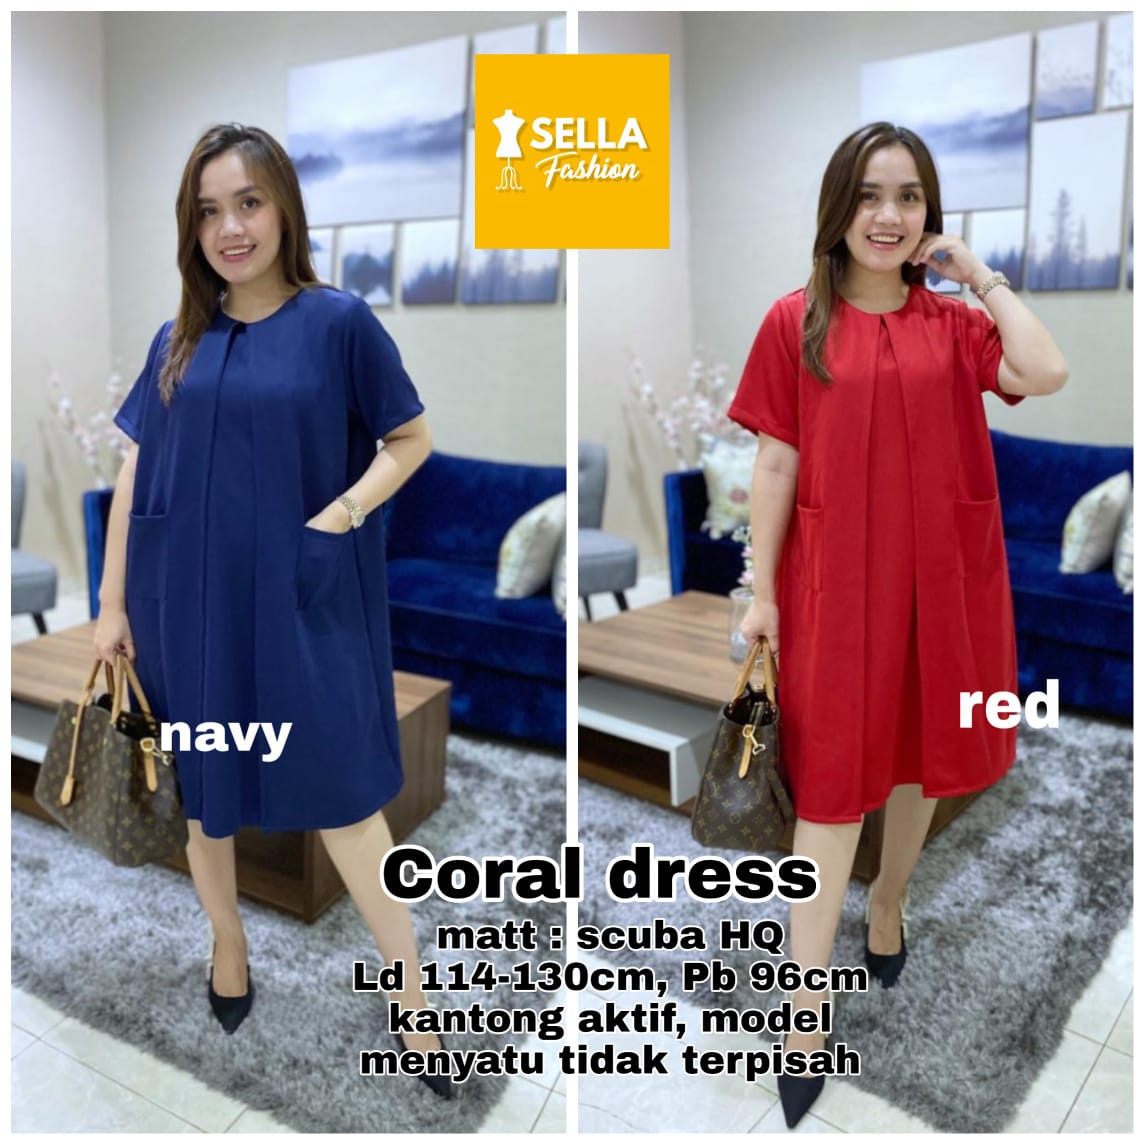 SELLA
Fashion
navy
red
Coral dress
matt : scuba HQ
Ld 114-130cm, Pb 96cm
kantong aktif, model
menyatu tidak terpisah